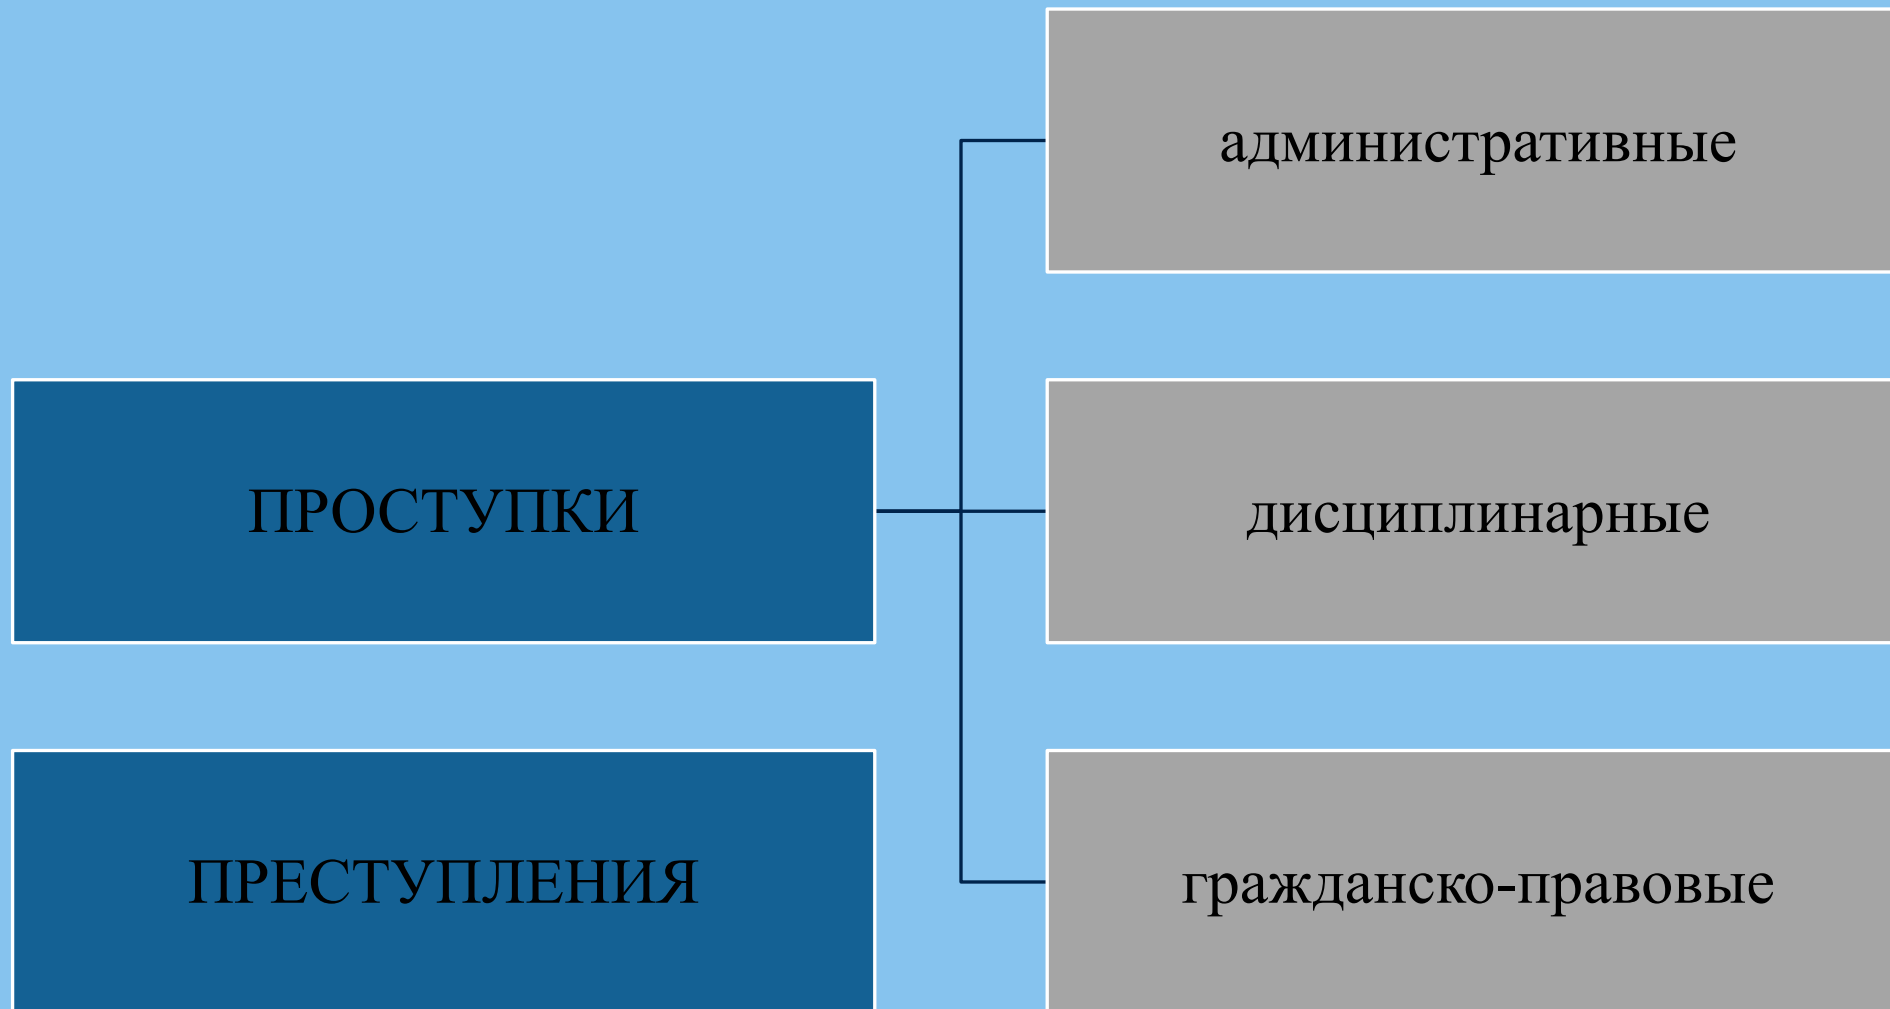 административные
ПРОСТУПКИ
дисциплинарные
ПРЕСТУПЛЕНИЯ
гражданско-правовые